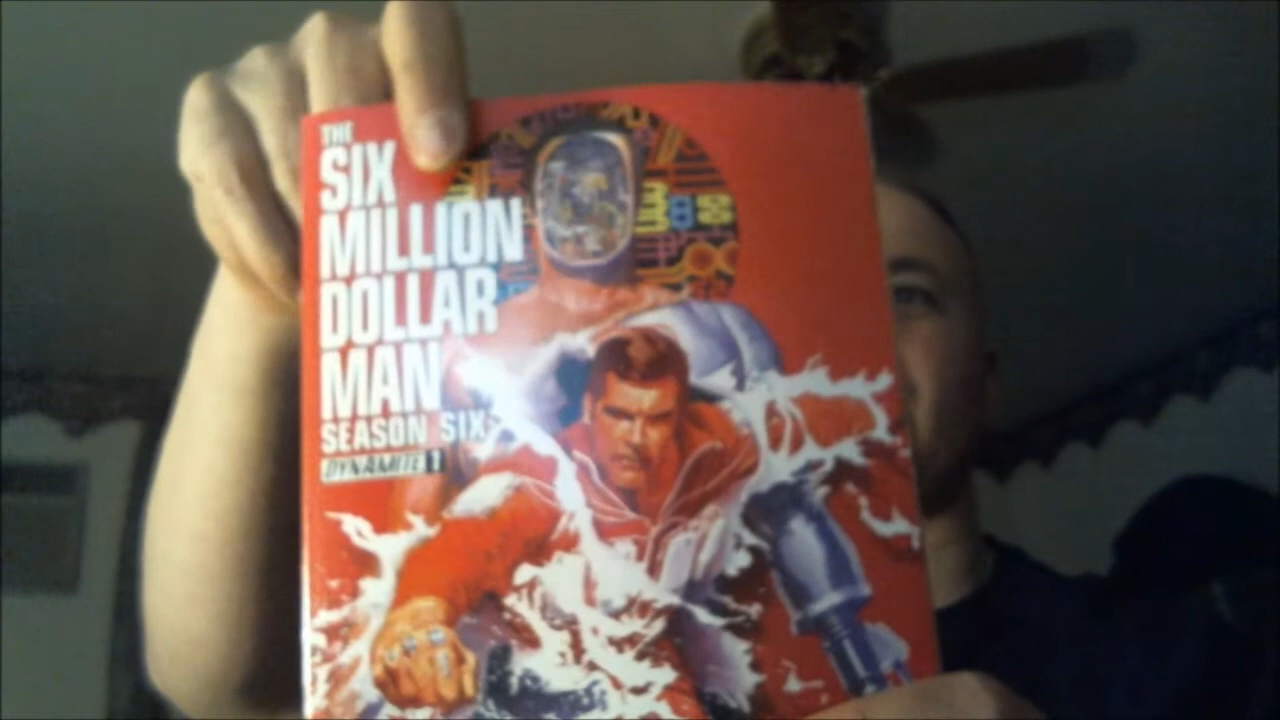 THE
SIX
MILLION
DOLLAR
MAN
SEASON SIX
DYNAMITE 1